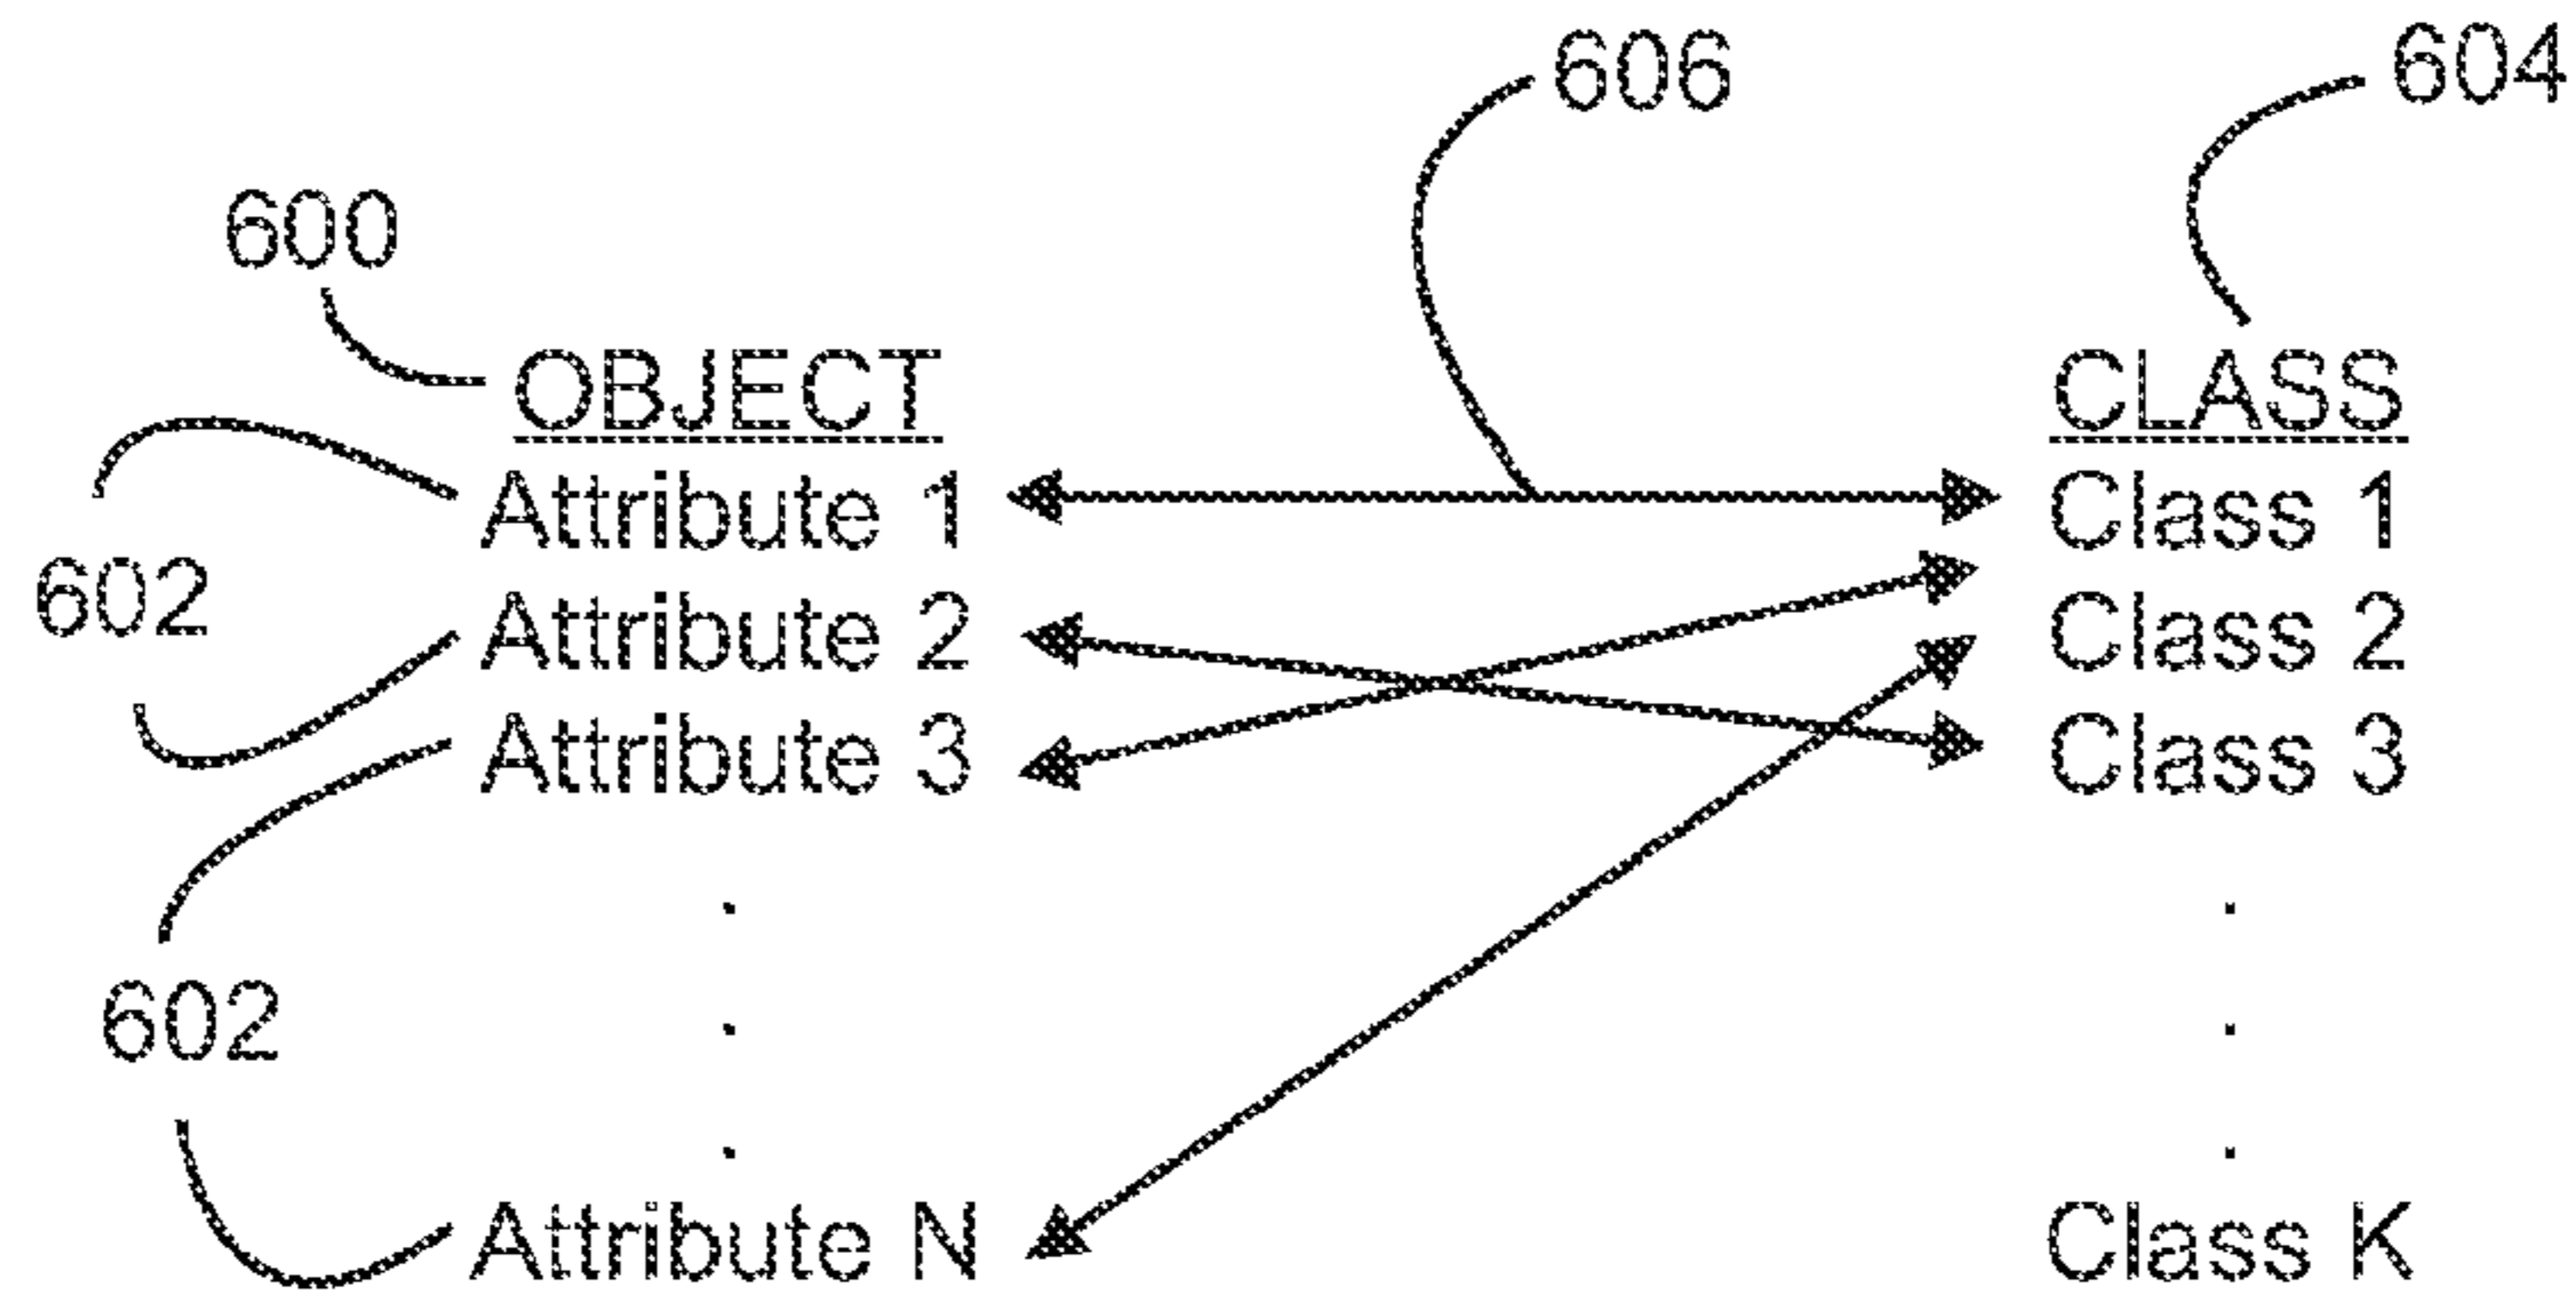 606
604
600
OBJECT
CLASS
Attribute 1
Class 1
602
Attribute 2
Class 2
Attribute 3
Class 3
602
Attribute N
Class K